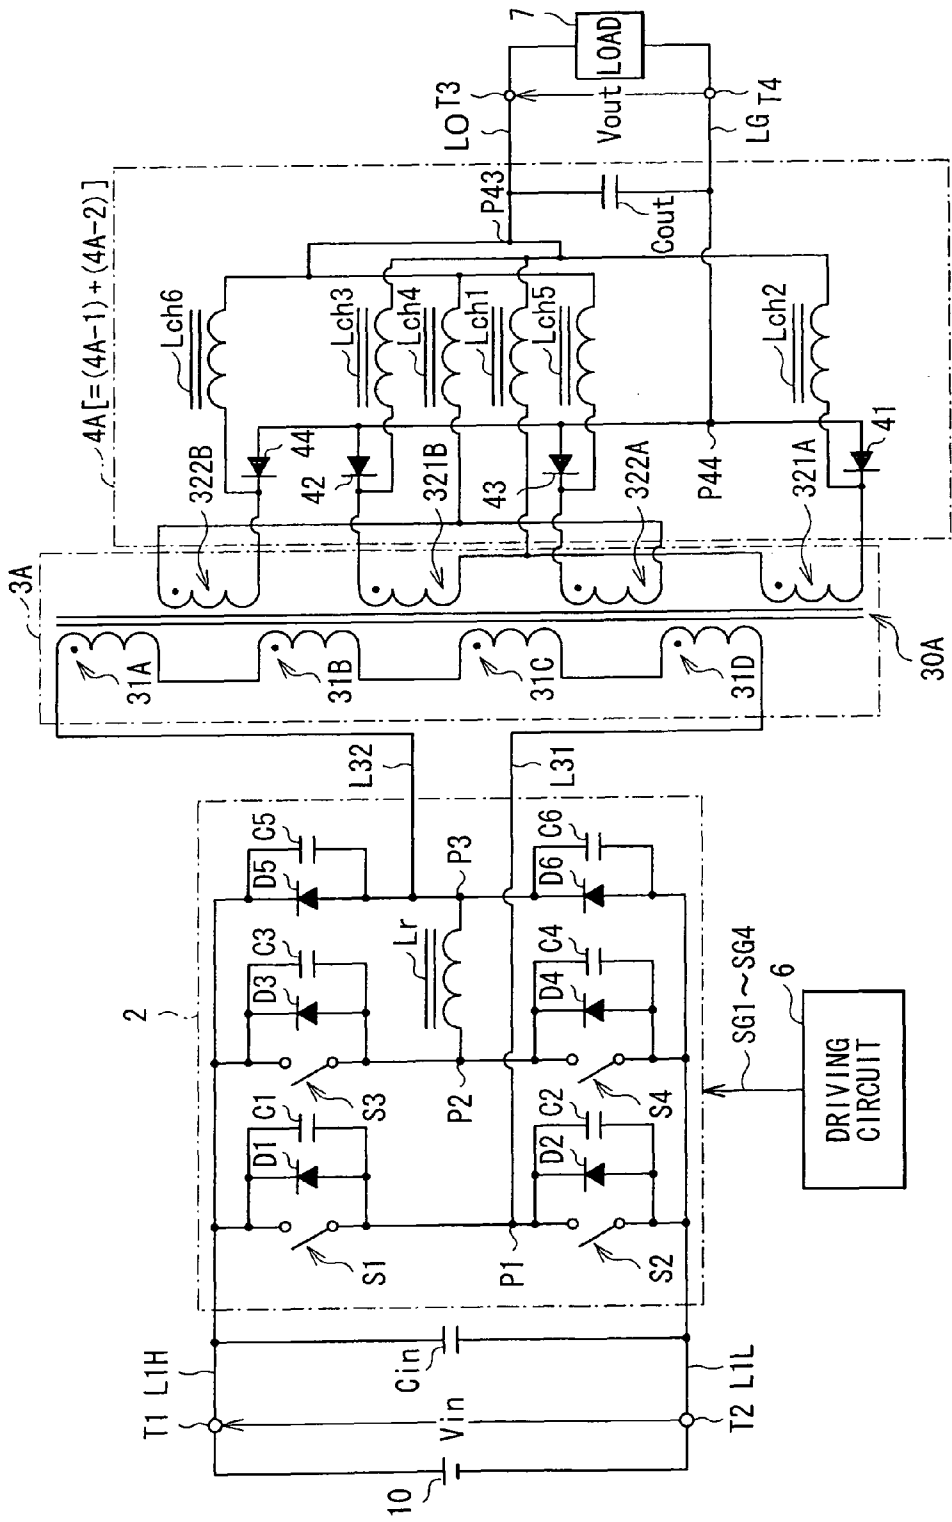 T1
L1H
10
Vin
Cin
T2
L1L
2
S1
D1
C1
S3
D3
C3
D5
C5
P1
P2
Lr
P3
S2
D2
C2
S4
D4
C4
D6
C6
SG1~SG4
6
DRIVING
CIRCUIT
L32
L31
3A
31A
31B
31C
31D
30A
4A[=(4A-1)+(4A-2)]
322B
44
42
321B
43
322A
P44
321A
41
Lch6
Lch3
Lch4
Lch1
Lch5
Lch2
P43
Cout
LO
T3
Vout
LG
T4
7
LOAD